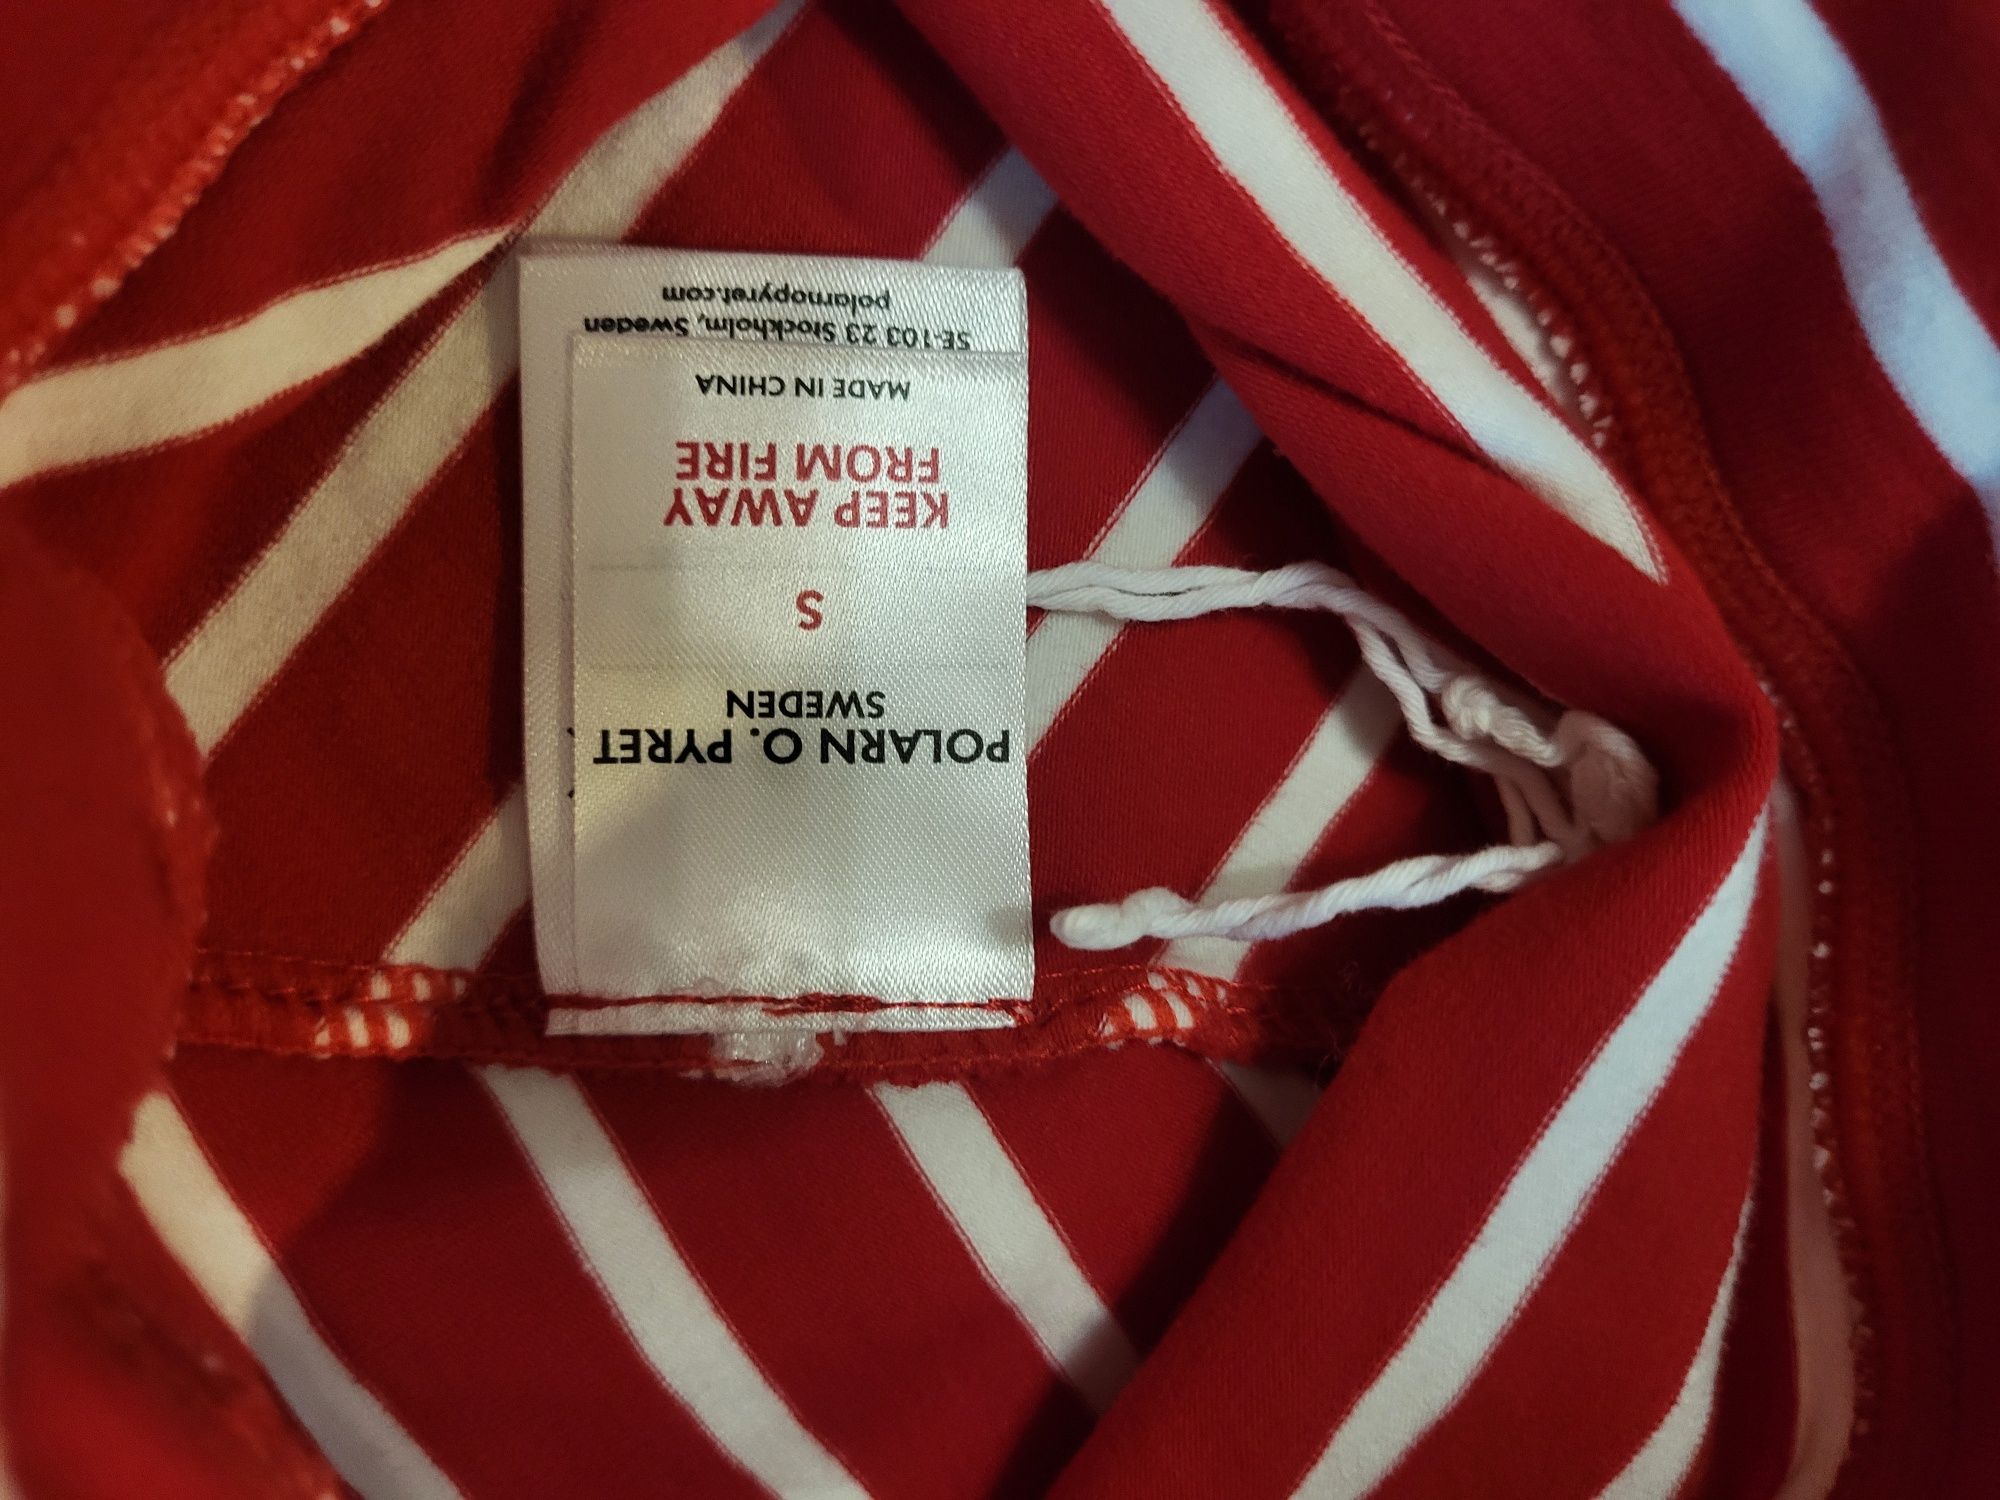 POLARN O. PYRET
SWEDEN
S
KEEP AWAY
FROM FIRE
MADE IN CHINA
SE-103 23 Stockholm, Sweden
polarnopyret.com